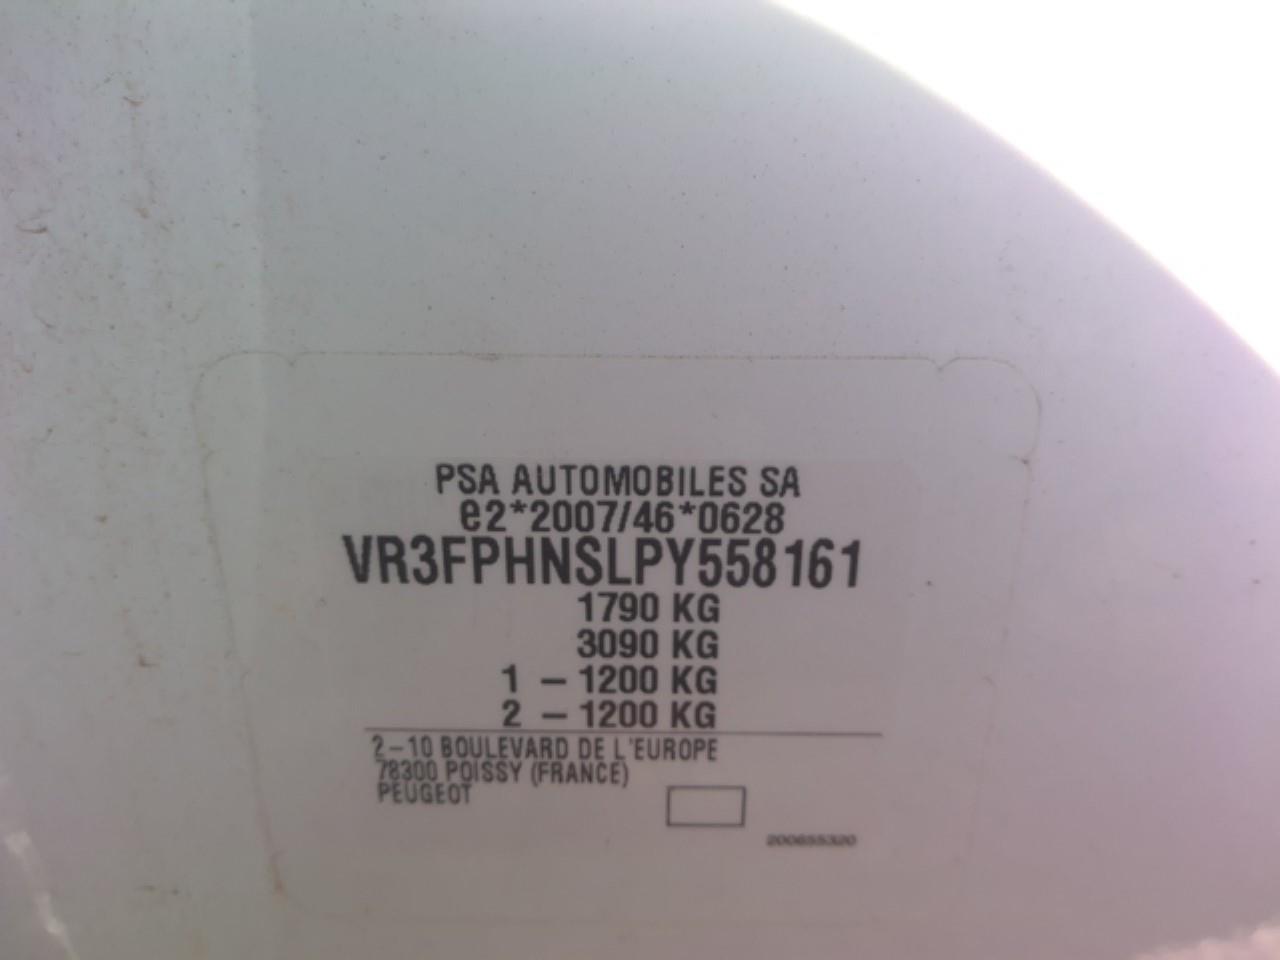 PSA AUTOMOBILES SA
e2*2007/46*0628
VR3FPHNSLPY558161
1790 KG
3090 KG
1 – 1200 KG
2 – 1200 KG
2–10 BOULEVARD DE L'EUROPE
78300 POISSY (FRANCE)
PEUGEOT
200655320